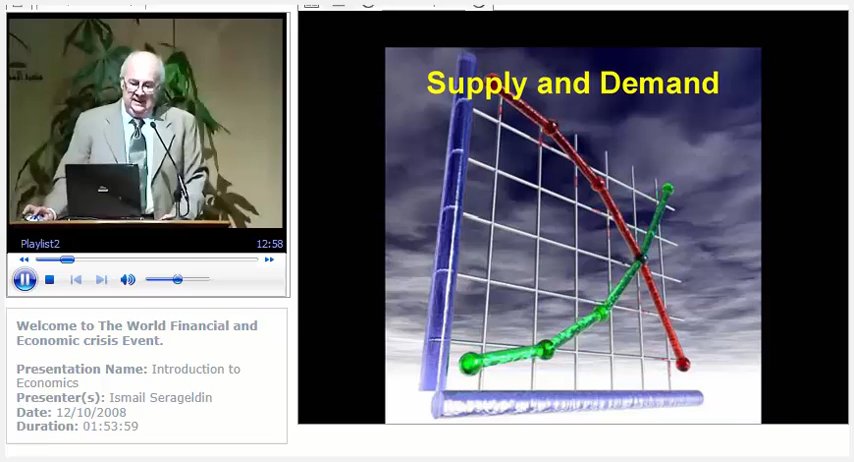 Supply and Demand
Playlist2
12:58
Welcome to The World Financial and
Economic crisis Event.
Presentation Name: Introduction to
Economics
Presenter(s): Ismail Serageldin
Date: 12/10/2008
Duration: 01:53:59